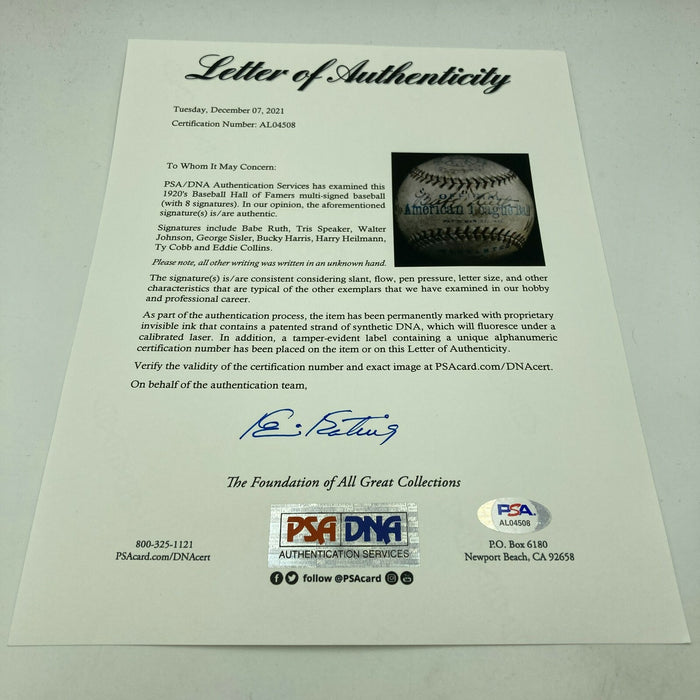 Letter of Authenticity
Tuesday, December 07, 2021
Certification Number: AL04508
To Whom It May Concern:
PSA/DNA Authentication Services has examined this
1920's Baseball Hall of Famers multi-signed baseball
(with 8 signatures). In our opinion, the aforementioned
signature(s) is/are authentic.
Signatures include Babe Ruth, Tris Speaker, Walter
Johnson, George Sisler, Bucky Harris, Harry Heilmann,
Ty Cobb and Eddie Collins.
Please note, all other writing was written in an unknown hand.
American League
The signature(s) is/are consistent considering slant, flow, pen pressure, letter size, and other
characteristics that are typical of the other exemplars that we have examined in our hobby
and professional career.
As part of the authentication process, the item has been permanently marked with proprietary
invisible ink that contains a patented strand of synthetic DNA, which will fluoresce under a
calibrated laser. In addition, a tamper-evident label containing a unique alphanumeric
certification number has been placed on the item or on this Letter of Authenticity.
Verify the validity of the certification number and exact image at PSAcard.com/DNAcert.
On behalf of the authentication team,
The Foundation of All Great Collections
PSA DNA
AUTHENTICATION SERVICES
PSA.
AL04508
800-325-1121
PSAcard.com/DNAcert
P.O. Box 6180
Newport Beach, CA 92658
follow @PSAcard